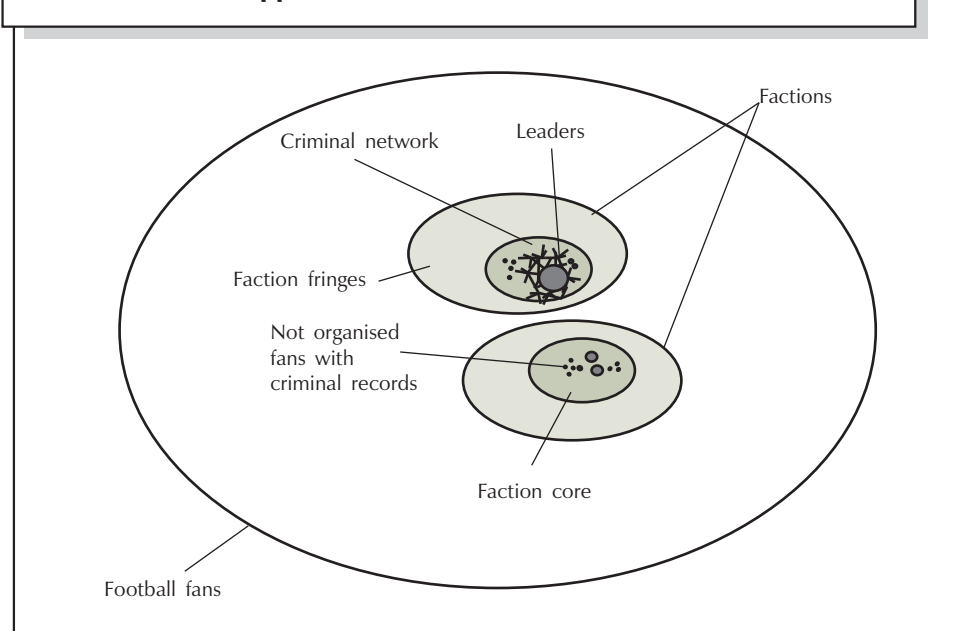 Factions
Leaders
Criminal network
Faction fringes
Not organised
fans with
criminal records
Faction core
Football fans